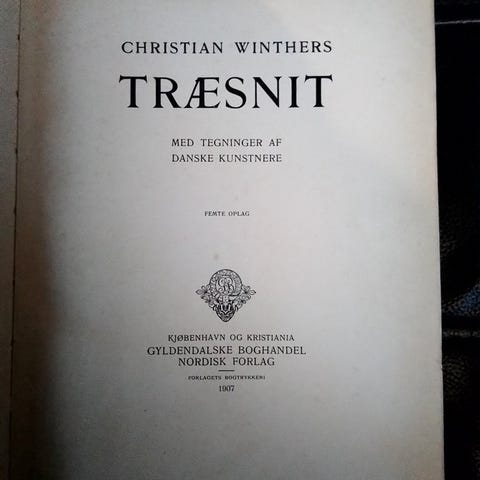 CHRISTIAN WINTHERS
TRÆSNIT
MED TEGNINGER AF
DANSKE KUNSTNERE
FEMTE OPLAG
KJØBENHAVN OG KRISTIANIA
GYLDENDALSKE BOGHANDEL
NORDISK FORLAG
FORLAGETS BOGTRYKKERI
1907